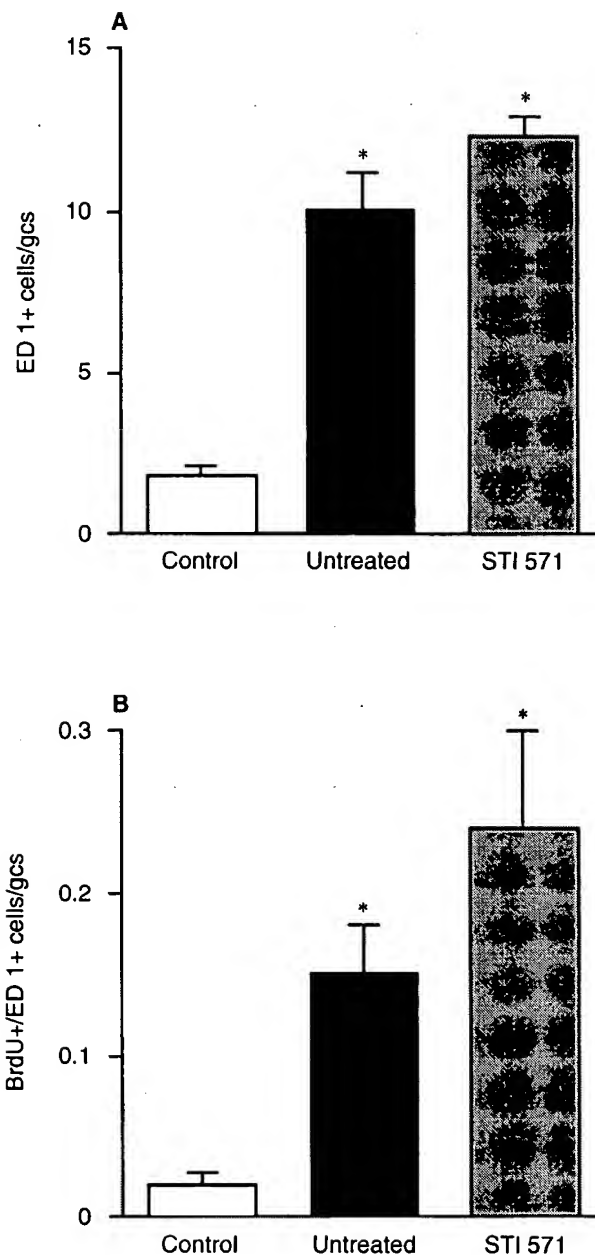 A
15
10
5
0
ED 1+ cells/gcs
*
*
Control Untreated STI 571
B
0.3
0.2
0.1
0
BrdU+/ED 1+ cells/gcs
*
*
Control Untreated STI 571